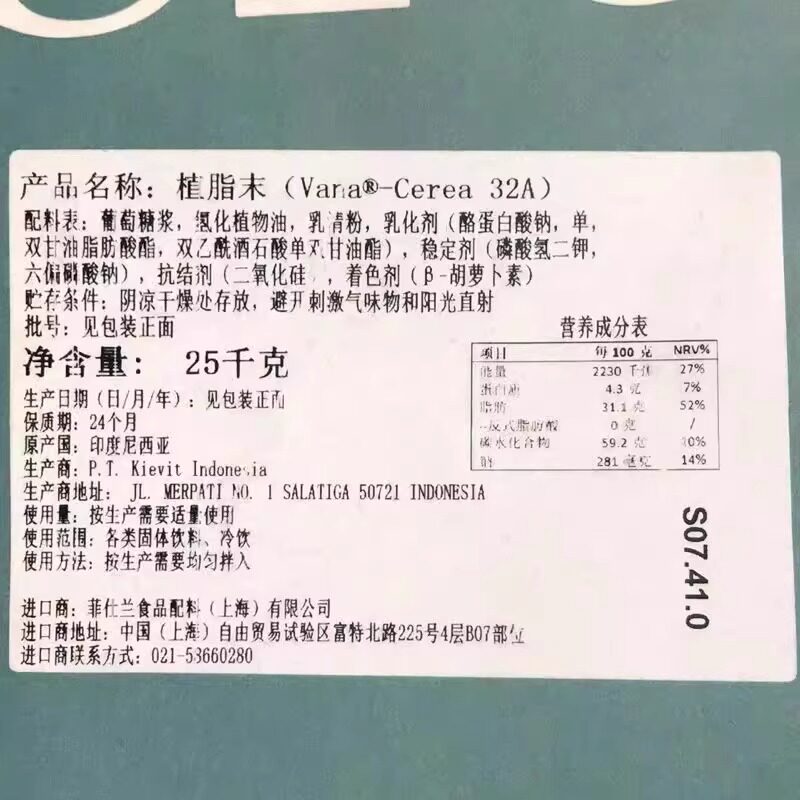 产品名称：植脂末（Vana®-Cerea 32A）
配料表：葡萄糖浆，氢化植物油，乳清粉，乳化剂（酪蛋白酸钠，单，
双甘油脂肪酸酯，双乙酰酒石酸单双甘油酯），稳定剂（磷酸氢二钾，
六偏磷酸钠），抗结剂（二氧化硅），着色剂（β-胡萝卜素）
贮存条件：阴凉干燥处存放，避开刺激气味物和阳光直射
批号：见包装正面
净含量： 25千克
生产日期（日/月/年）：见包装正面
保质期：24个月
原产国：印度尼西亚
生产商：P.T. Kievit Indonesia
生产商地址： JL. MERPATI NO. 1 SALATIGA 50721 INDONESIA
使用量：按生产需要适量使用
使用范围：各类固体饮料、冷饮
使用方法：按生产需要均匀拌入
营养成分表
项目 每 100 克 NRV%
能量 2230 千焦 27%
蛋白质 4.3 克 7%
脂肪 31.1 克 52%
-反式脂肪酸 0 克 /
碳水化合物 59.2 克 20%
钠 281 毫克 14%
S07.41.0
进口商：菲仕兰食品配料（上海）有限公司
进口商地址：中国（上海）自由贸易试验区富特北路225号4层B07部位
进口商联系方式：021-53660280